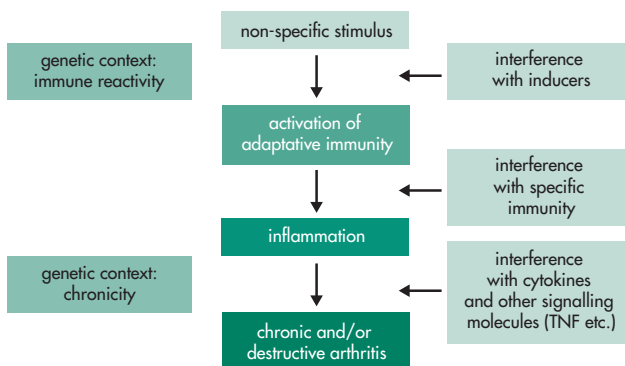 non-specific stimulus
genetic context:
immune reactivity
interference
with inducers
activation of
adaptative immunity
interference
with specific
immunity
inflammation
genetic context:
chronicity
interference
with cytokines
and other signalling
molecules (TNF etc.)
chronic and/or
destructive arthritis